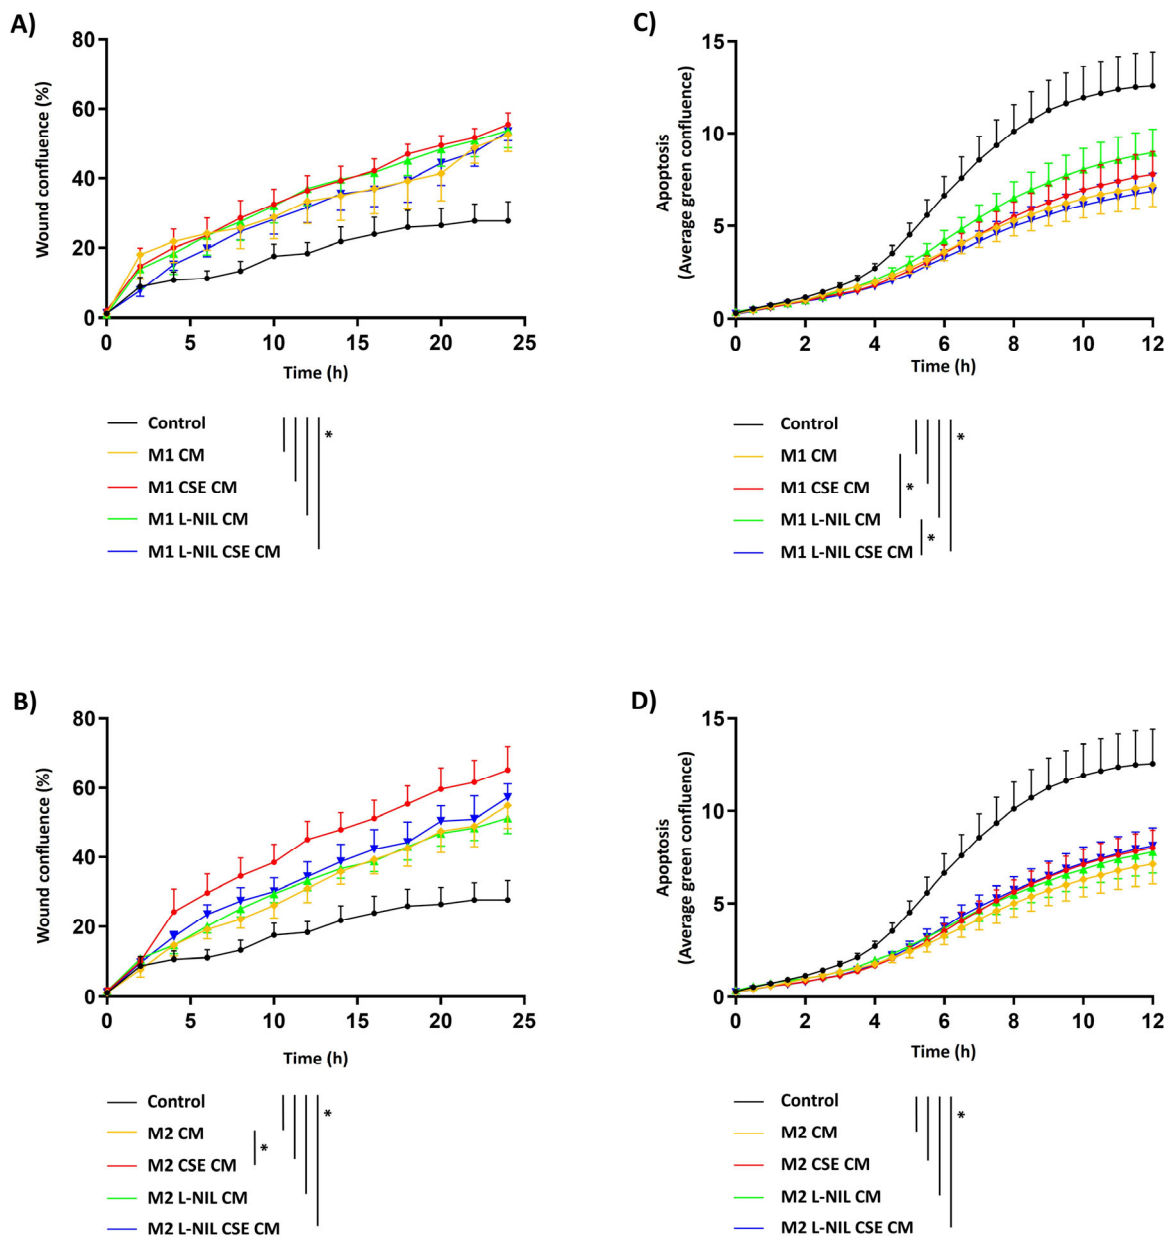 A)
80
60
40
20
0
Wound confluence (%)
0 5 10 15 20 25
Time (h)
Control
*
M1 CM
M1 CSE CM
M1 L-NIL CM
M1 L-NIL CSE CM
C)
15
10
5
0
Apoptosis
(Average green confluence)
0 2 4 6 8 10 12
Time (h)
Control
*
M1 CM
M1 CSE CM
*
M1 L-NIL CM
*
M1 L-NIL CSE CM
B)
80
60
40
20
0
Wound confluence (%)
0 5 10 15 20 25
Time (h)
Control
*
M2 CM
*
M2 CSE CM
M2 L-NIL CM
M2 L-NIL CSE CM
D)
15
10
5
0
Apoptosis
(Average green confluence)
0 2 4 6 8 10 12
Time (h)
Control
*
M2 CM
M2 CSE CM
M2 L-NIL CM
M2 L-NIL CSE CM